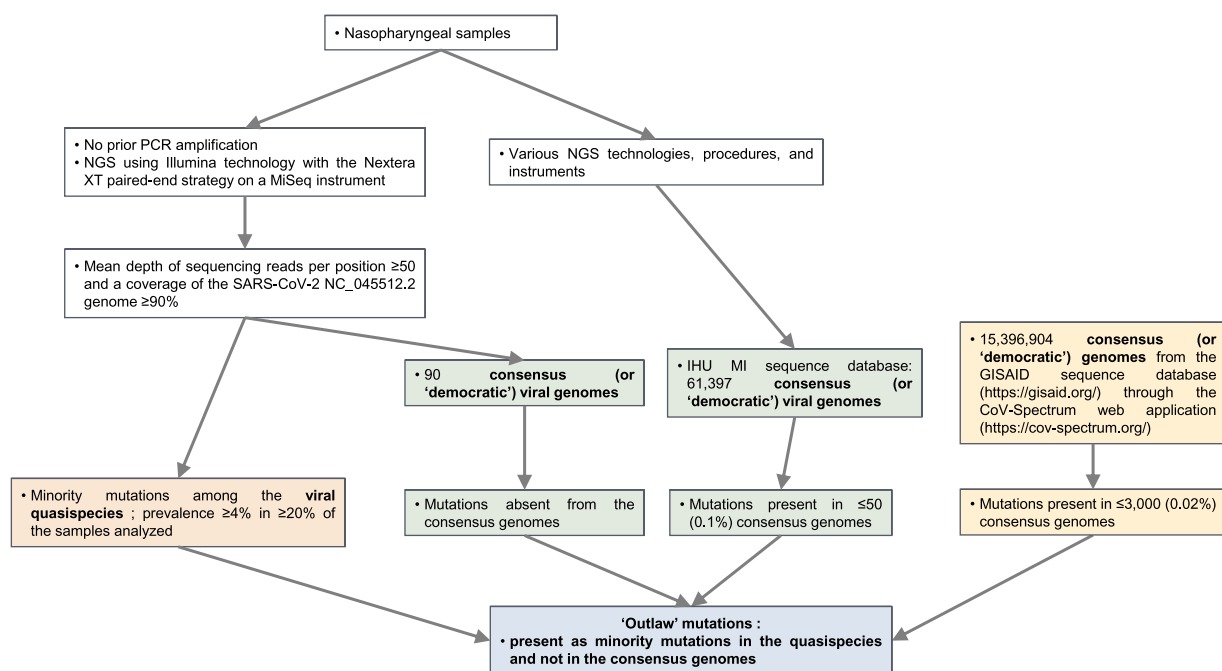 • Nasopharyngeal samples
• No prior PCR amplification
• NGS using Illumina technology with the Nextera
XT paired-end strategy on a MiSeq instrument
• Various NGS technologies, procedures, and
instruments
• Mean depth of sequencing reads per position ≥50
and a coverage of the SARS-CoV-2 NC_045512.2
genome ≥90%
• 90 consensus (or
‘democratic’) viral genomes
• IHU MI sequence database:
61,397 consensus (or
‘democratic’) viral genomes
• 15,396,904 consensus (or
‘democratic’) genomes from the
GISAID sequence database
(https://gisaid.org/) through the
CoV-Spectrum web application
(https://cov-spectrum.org/)
• Minority mutations among the viral
quasispecies ; prevalence ≥4% in ≥20% of
the samples analyzed
• Mutations absent from the
consensus genomes
• Mutations present in ≤50
(0.1%) consensus genomes
• Mutations present in ≤3,000 (0.02%)
consensus genomes
‘Outlaw’ mutations :
• present as minority mutations in the quasispecies
and not in the consensus genomes